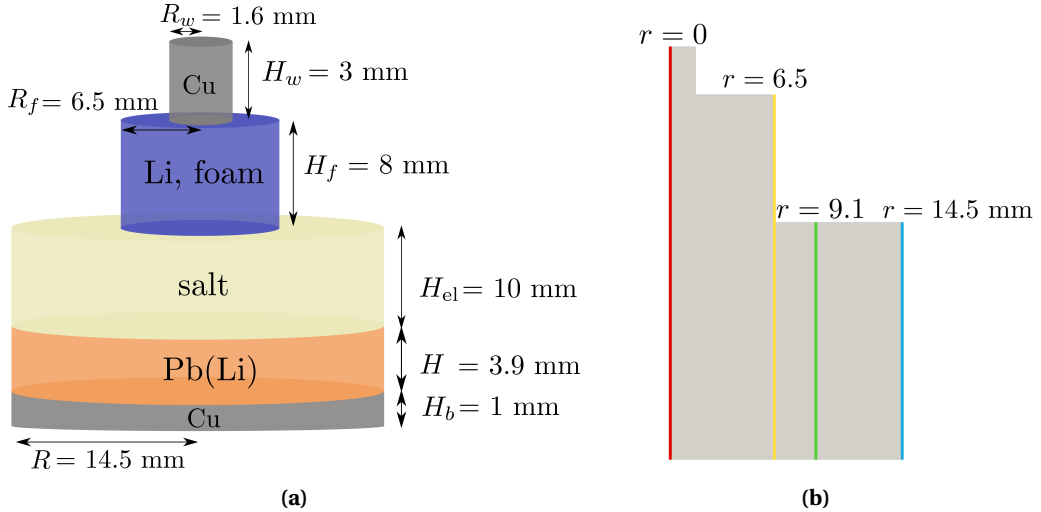 R_w = 1.6 mm
Cu
H_w = 3 mm
R_f = 6.5 mm
Li, foam
H_f = 8 mm
salt
H_el = 10 mm
Pb(Li)
H = 3.9 mm
Cu
H_b = 1 mm
R = 14.5 mm
(a)
r = 0
r = 6.5
r = 9.1
r = 14.5 mm
(b)